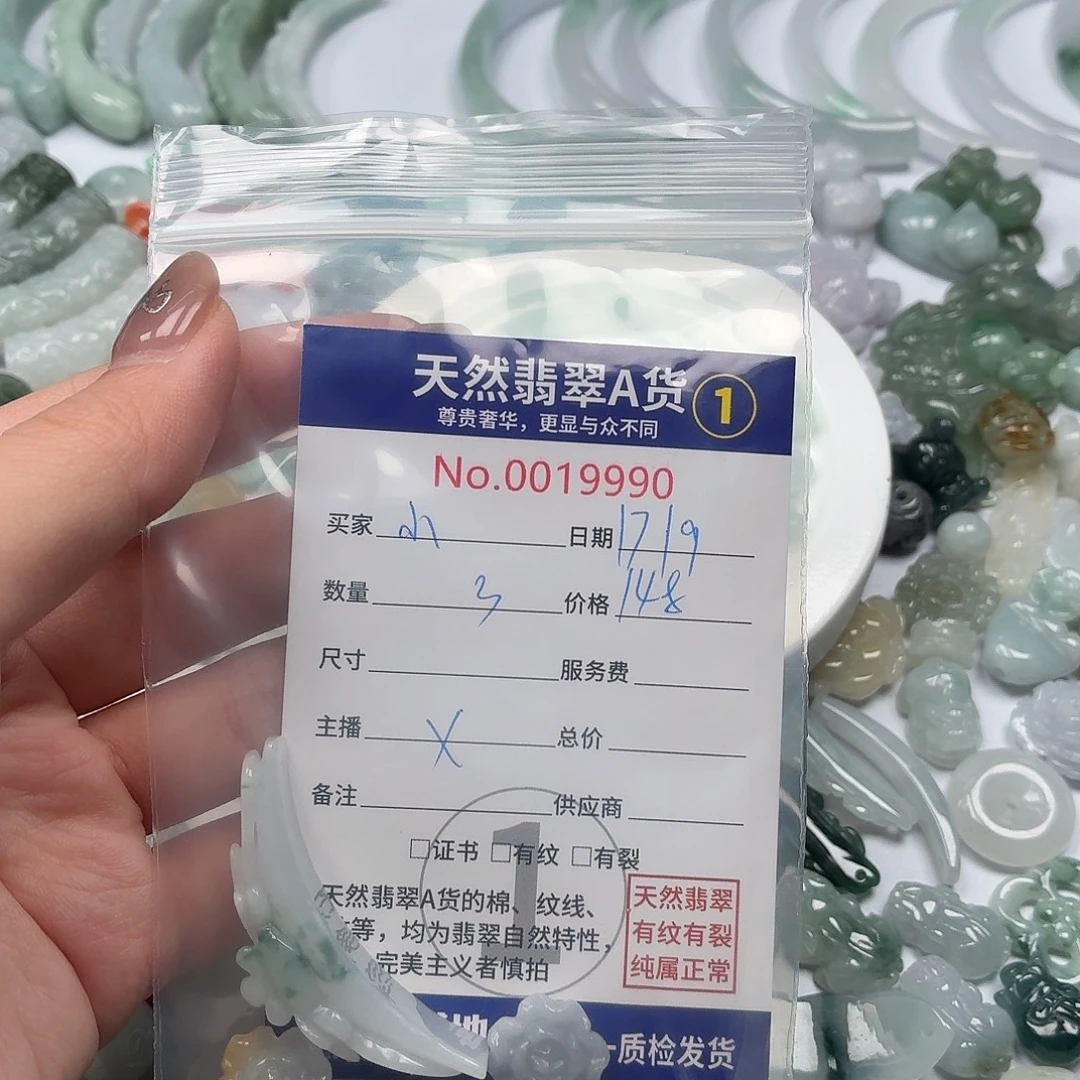 天然翡翠A货 1
尊贵奢华，更显与众不同
No.0019990
买家 小 日期 17/9
数量 3 价格 148
尺寸 服务费
主播 X 总价
备注 供应商
□证书 □有纹 □有裂
天然翡翠A货的棉、纹线、
等，均为翡翠自然特性，
完美主义者慎拍
1
天然翡翠
有纹有裂
纯属正常
质检发货